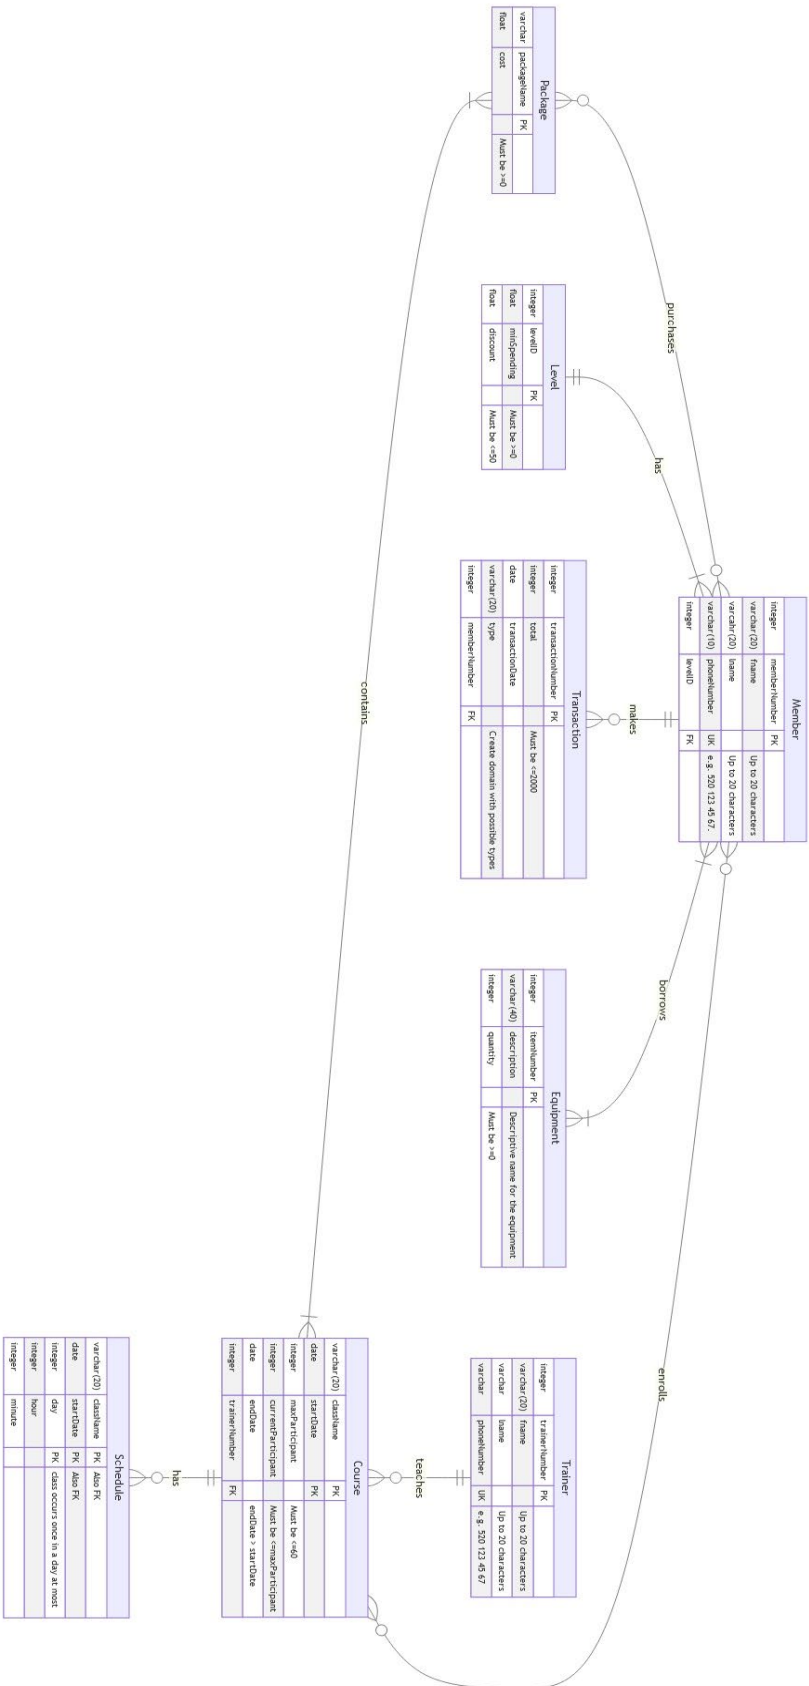 Member
integer memberNumber PK
varchar(20) fname Up to 20 characters
varcahr(20) lname Up to 20 characters
varchar(10) phoneNumber UK e.g. 520 123 45 67.
integer levelID FK
purchases
has
makes
borrows
enrolls
Package
varchar packageName PK
float cost Must be >=0
Level
integer levelID PK
float minSpending Must be >=0
float discount Must be <=50
Transaction
integer transactionNumber PK
integer total Must be <=2000
date transactionDate
varchar(20) type Create domain with possible types
integer memberNumber FK
Equipment
integer itemNumber PK
varchar(40) description Descriptive name for the equipment
integer quantity Must be >=0
Trainer
integer trainerNumber PK
varchar(20) fname Up to 20 characters
varchar lname Up to 20 characters
varchar phoneNumber UK e.g. 520 123 45 67
contains
teaches
Course
varchar(20) className PK
date startDate PK
integer maxParticipant Must be <=60
integer currentParticipant Must be <=maxParticipant
date endDate endDate > startDate
integer trainerNumber FK
has
Schedule
varchar(20) className PK Also FK
date startDate PK Also FK
integer day PK class occurs once in a day at most
integer hour
integer minute